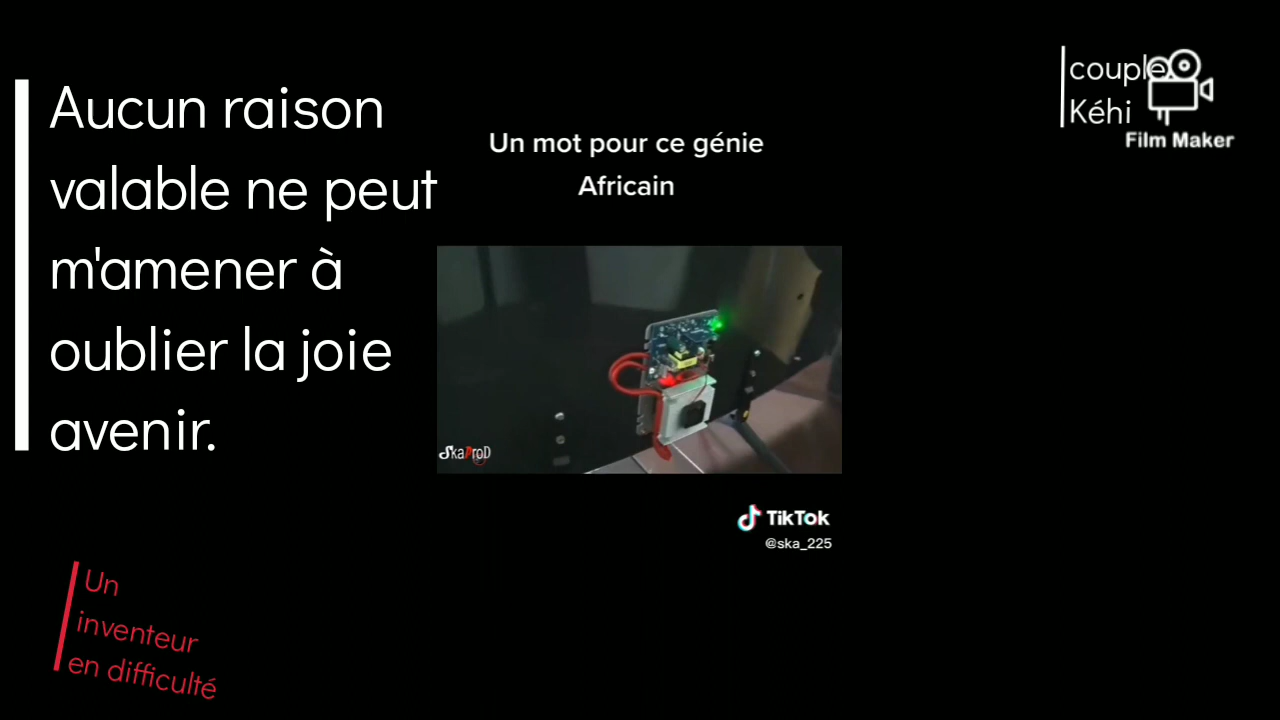 Aucun raison
valable ne peut
m'amener à
oublier la joie
avenir.
Un mot pour ce génie
Africain
couple
Kéhi
Film Maker
SkaProD
TikTok
@ska_225
Un
inventeur
en difficulté